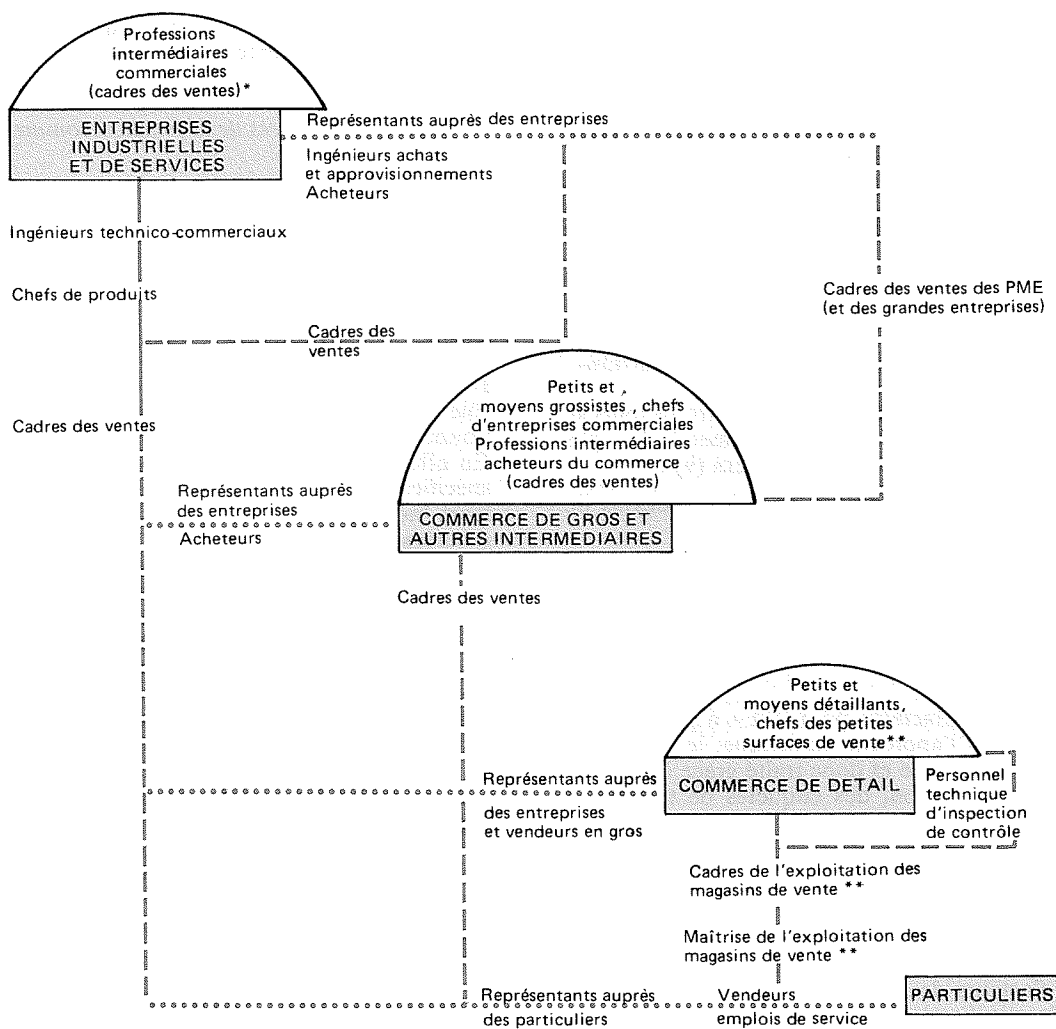 Professions
intermédiaires
commerciales
(cadres des ventes)*
ENTREPRISES
INDUSTRIELLES
ET DE SERVICES
Représentants auprès des entreprises
Ingénieurs achats
et approvisionnements
Acheteurs
Ingénieurs technico-commerciaux
Chefs de produits
Cadres des ventes des PME
(et des grandes entreprises)
Cadres des
ventes
Cadres des ventes
Petits et
moyens grossistes, chefs
d'entreprises commerciales
Professions intermédiaires
acheteurs du commerce
(cadres des ventes)
Représentants auprès
des entreprises
Acheteurs
COMMERCE DE GROS ET
AUTRES INTERMEDIAIRES
Cadres des ventes
Petits et
moyens détaillants,
chefs des petites
surfaces de vente**
COMMERCE DE DETAIL
Personnel
technique
d'inspection
de contrôle
Représentants auprès
des entreprises
et vendeurs en gros
Cadres de l'exploitation des
magasins de vente **
Maîtrise de l'exploitation des
magasins de vente **
Représentants auprès
des particuliers
Vendeurs
emplois de service
PARTICULIERS